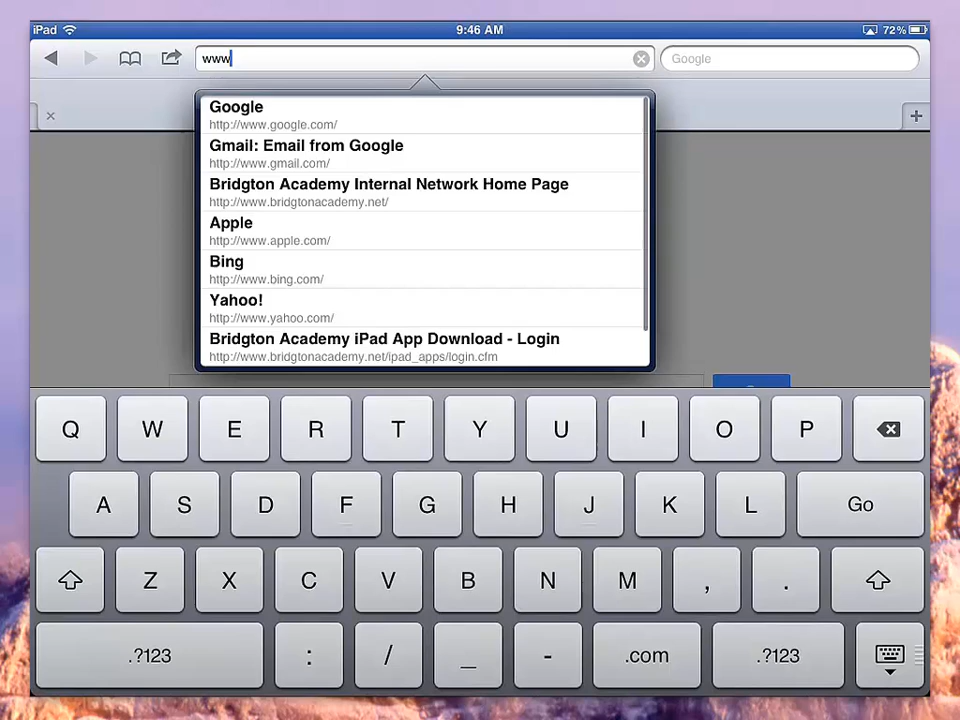 iPad 9:46 AM 72%
www Google
Google
http://www.google.com/
Gmail: Email from Google
http://www.gmail.com/
Bridgton Academy Internal Network Home Page
http://www.bridgtonacademy.net/
Apple
http://www.apple.com/
Bing
http://www.bing.com/
Yahoo!
http://www.yahoo.com/
Bridgton Academy iPad App Download - Login
http://www.bridgtonacademy.net/ipad_apps/login.cfm
Q W E R T Y U I O P
A S D F G H J K L Go
Z X C V B N M , .
.?123 : / _ - .com .?123